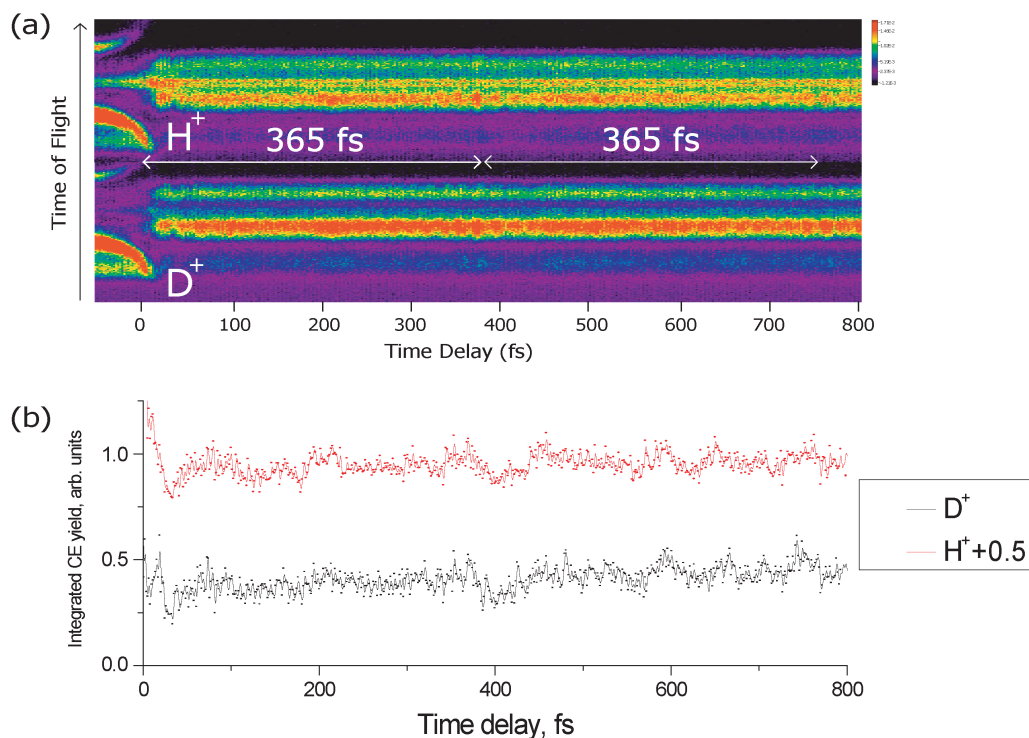 (a)
Time of Flight
H+
365 fs
365 fs
D+
0 100 200 300 400 500 600 700 800
Time Delay (fs)
(b)
Integrated CE yield, arb. units
1.0
0.5
0.0
0 200 400 600 800
Time delay, fs
D+
H++0.5